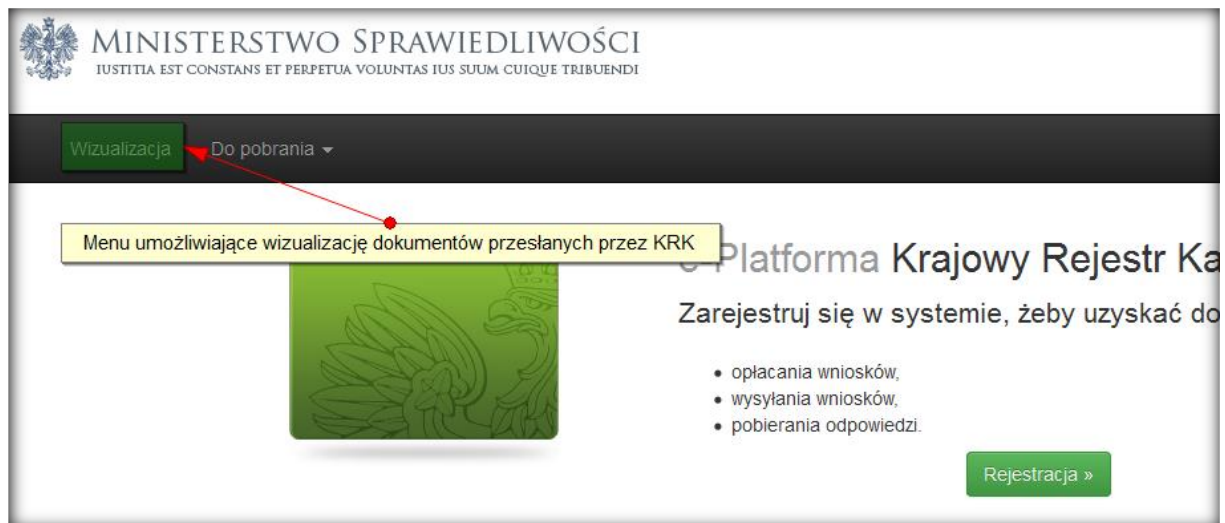 MINISTERSTWO SPRAWIEDLIWOŚCI
IUSTITIA EST CONSTANS ET PERPETUA VOLUNTAS IUS SUUM CUIQUE TRIBUENDI
Wizualizacja Do pobrania
Menu umożliwiające wizualizację dokumentów przesłanych przez KRK
e-Platforma Krajowy Rejestr Ka
Zarejestruj się w systemie, żeby uzyskać do
• opłacania wniosków,
• wysyłania wniosków,
• pobierania odpowiedzi.
Rejestracja »